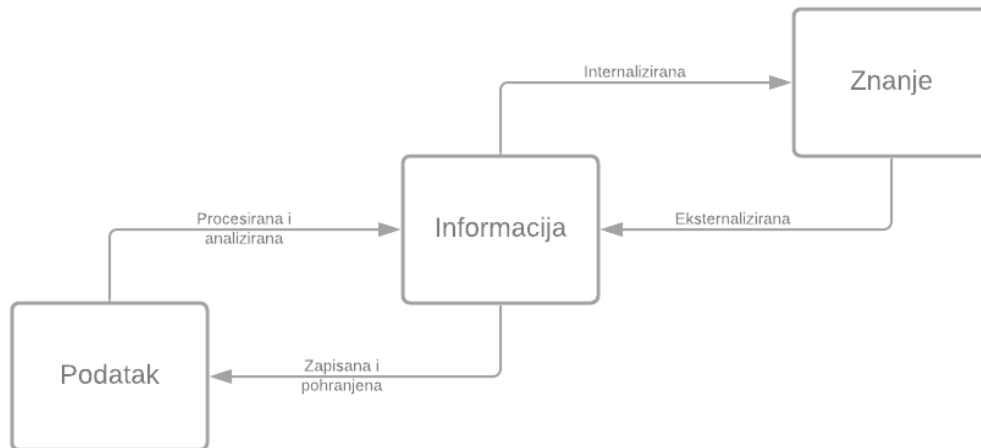 Internalizirana
Znanje
Procesirana i
analizirana
Informacija
Eksternalizirana
Podatak
Zapisana i
pohranjena